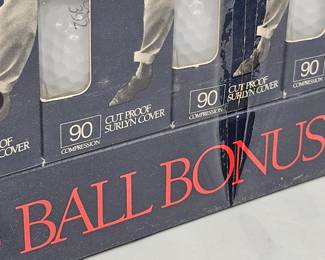 OF
COVER
90
COMPRESSION
CUT PROOF
SURLYN COVER
90
COMPRESSION
CUT PROOF
SURLYN COVER
90
COMPRESSION
BALL BONUS